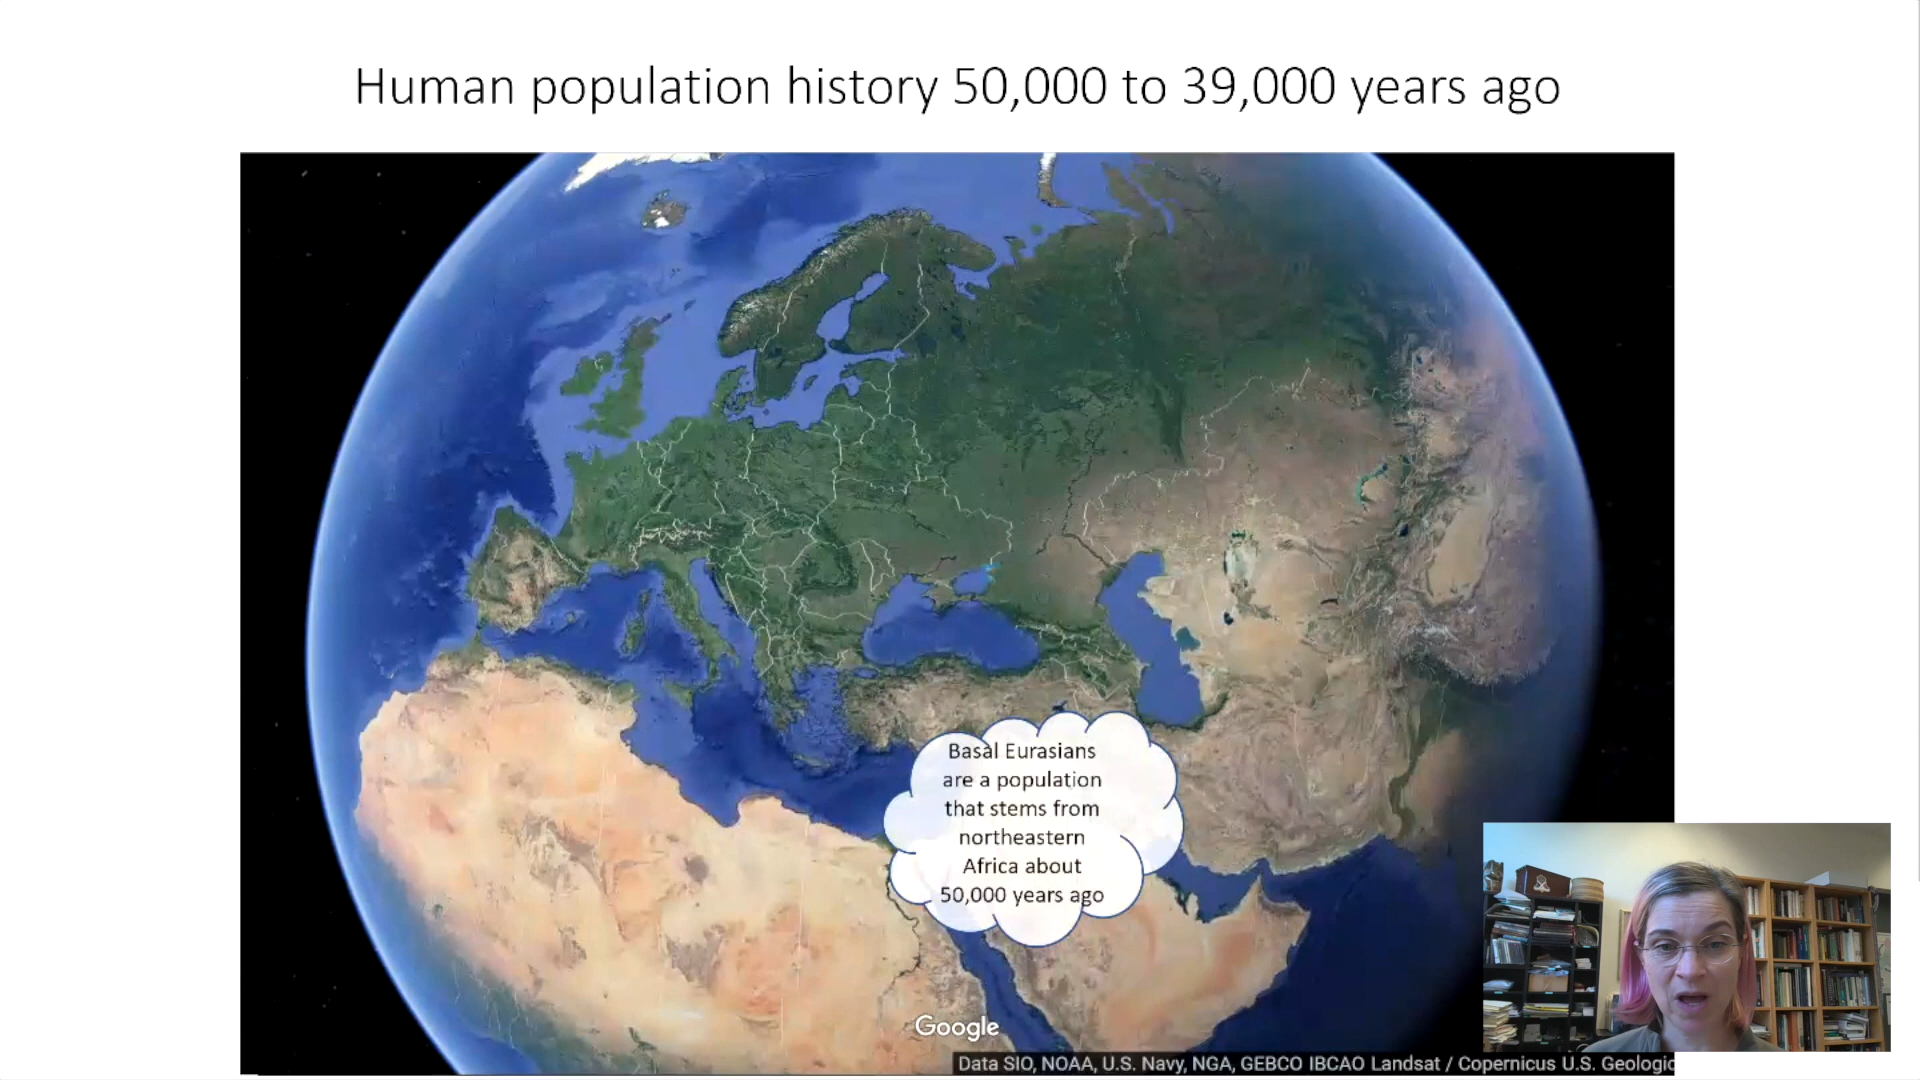 Human population history 50,000 to 39,000 years ago
Basal Eurasians
are a population
that stems from
northeastern
Africa about
50,000 years ago
Google
Data SIO, NOAA, U.S. Navy, NGA, GEBCO IBCAO Landsat / Copernicus U.S. Geologic